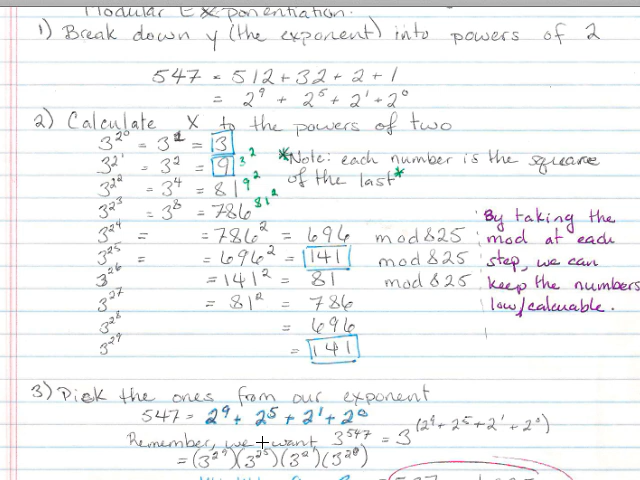 Modular Exponentiation.
1) Break down y (the exponent) into powers of 2
547 = 512 + 32 + 2 + 1
= 2^9 + 2^5 + 2^1 + 2^0
2) Calculate X to the powers of two
3^2^0 = 3^1 = 3
3^2^1 = 3^2 = 9 3^2 *Note: each number is the square
of the last*
3^2^2 = 3^4 = 81 9^2
3^2^3 = 3^8 = 786 81^2
3^2^4 = = 786^2 = 696 mod 825
3^2^5 = = 696^2 = 141 mod 825
3^2^6 = 141^2 = 81 mod 825
3^2^7 = 81^2 = 786
3^2^8 = 696
3^2^9 = 141
By taking the
mod at each
step, we can
keep the numbers
low/calcuable.
3) Pick the ones from our exponent
547 = 2^9 + 2^5 + 2^1 + 2^0
Remember, we want 3^547 = 3^(2^9 + 2^5 + 2^1 + 2^0)
= (3^2^9)(3^2^5)(3^2^1)(3^2^0)